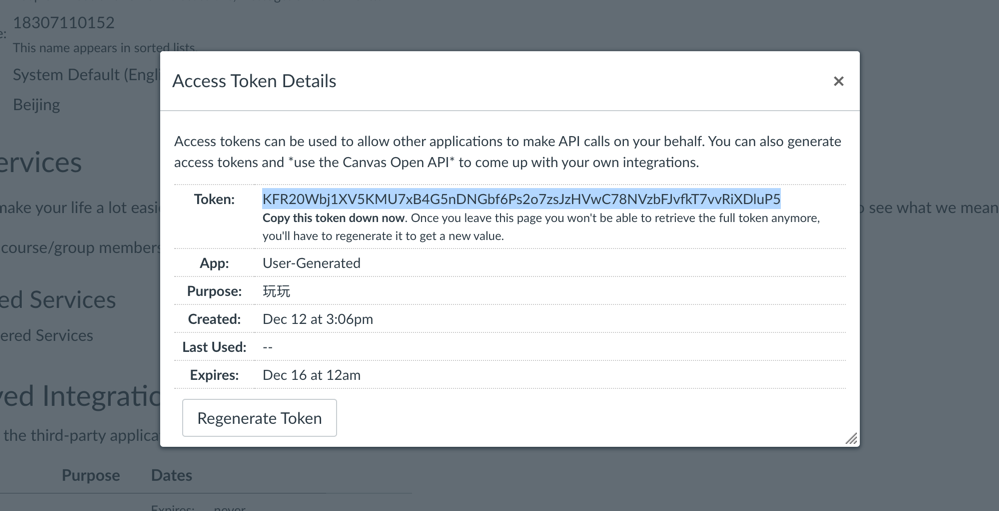 18307110152
This name appears in sorted lists.
System Default (Engli
Beijing
ervices
make your life a lot easi
o see what we mean
course/group members
ed Services
ered Services
ved Integratio
the third-party applica
Purpose Dates
Expires: never
Access Token Details
×
Access tokens can be used to allow other applications to make API calls on your behalf. You can also generate
access tokens and *use the Canvas Open API* to come up with your own integrations.
Token: KFR20Wbj1XV5KMU7xB4G5nDNGbf6Ps2o7zsJzHVwC78NVzbFJvfkT7vvRiXDluP5
Copy this token down now. Once you leave this page you won't be able to retrieve the full token anymore,
you'll have to regenerate it to get a new value.
App: User-Generated
Purpose: 玩玩
Created: Dec 12 at 3:06pm
Last Used: --
Expires: Dec 16 at 12am
Regenerate Token